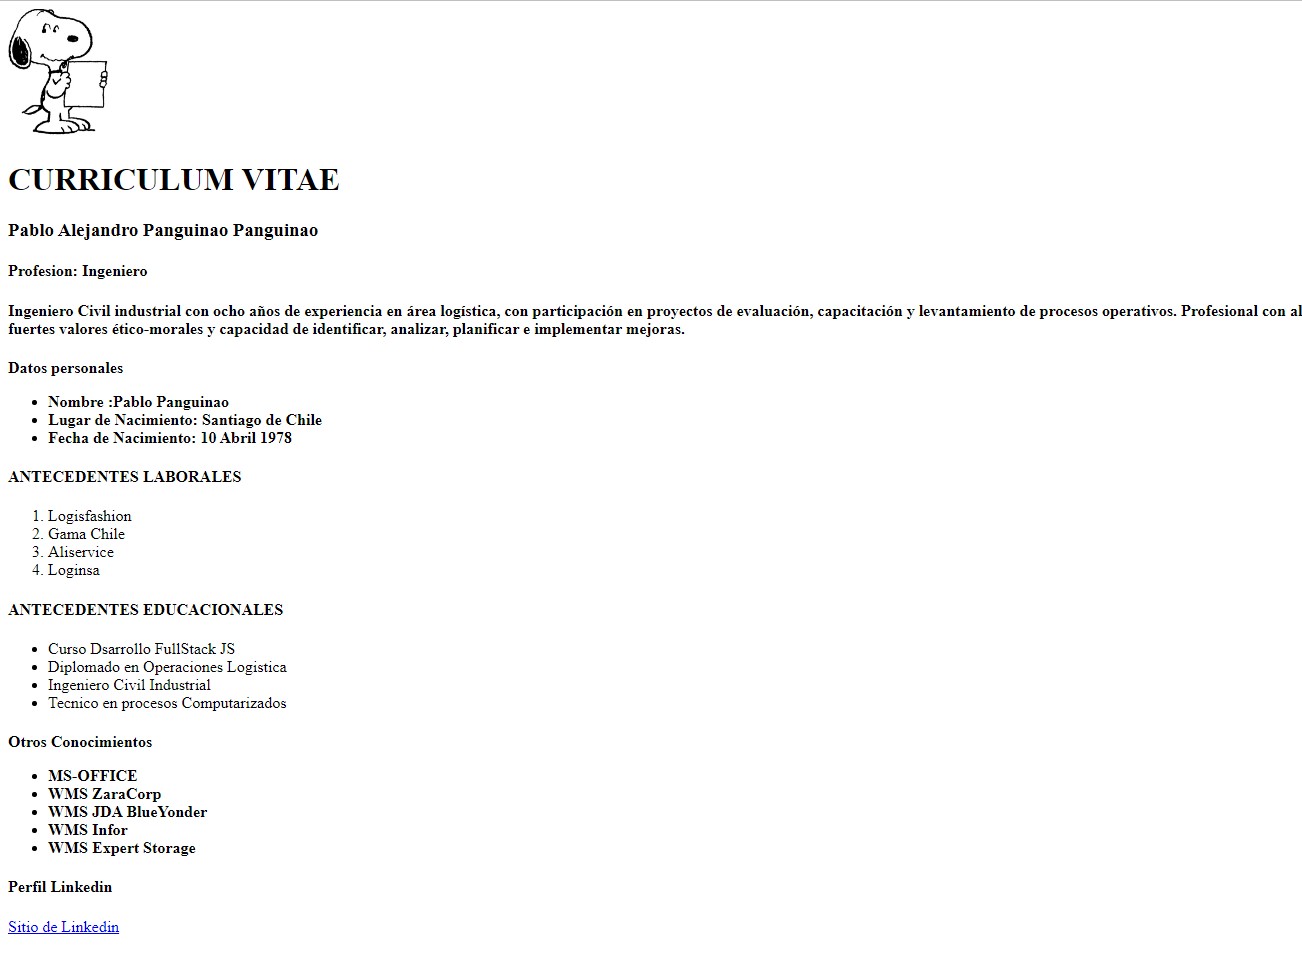 CURRICULUM VITAE
Pablo Alejandro Panguinao Panguinao
Profesion: Ingeniero
Ingeniero Civil industrial con ocho años de experiencia en área logística, con participación en proyectos de evaluación, capacitación y levantamiento de procesos operativos. Profesional con
fuertes valores ético-morales y capacidad de identificar, analizar, planificar e implementar mejoras.
Datos personales
• Nombre :Pablo Panguinao
• Lugar de Nacimiento: Santiago de Chile
• Fecha de Nacimiento: 10 Abril 1978
ANTECEDENTES LABORALES
1. Logisfashion
2. Gama Chile
3. Aliservice
4. Loginsa
ANTECEDENTES EDUCACIONALES
• Curso Dsarrollo FullStack JS
• Diplomado en Operaciones Logistica
• Ingeniero Civil Industrial
• Tecnico en procesos Computarizados
Otros Conocimientos
• MS-OFFICE
• WMS ZaraCorp
• WMS JDA BlueYonder
• WMS Infor
• WMS Expert Storage
Perfil Linkedin
Sitio de Linkedin